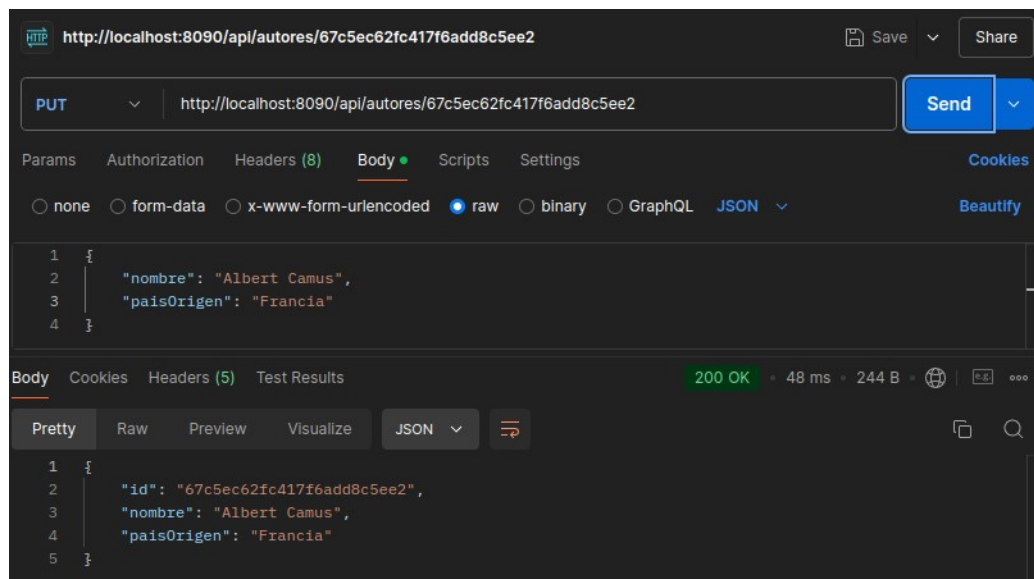 HTTP http://localhost:8090/api/autores/67c5ec62fc417f6add8c5ee2 Save Share
PUT http://localhost:8090/api/autores/67c5ec62fc417f6add8c5ee2 Send
Params Authorization Headers (8) Body Scripts Settings Cookies
none form-data x-www-form-urlencoded raw binary GraphQL JSON Beautify
1 {
2 "nombre": "Albert Camus",
3 "paisOrigen": "Francia"
4 }
Body Cookies Headers (5) Test Results 200 OK 48 ms 244 B e.g.
Pretty Raw Preview Visualize JSON
1 {
2 "id": "67c5ec62fc417f6add8c5ee2",
3 "nombre": "Albert Camus",
4 "paisOrigen": "Francia"
5 }